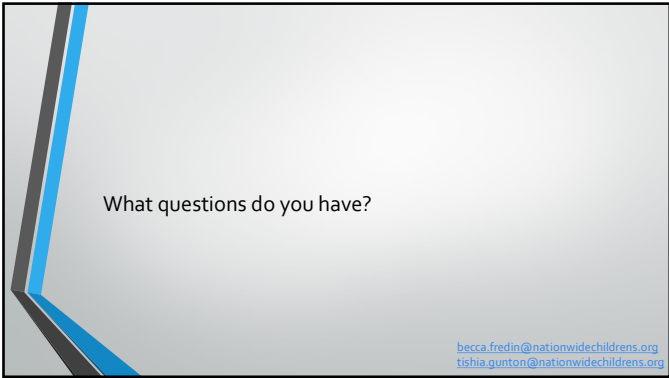 What questions do you have?
becca.fredin@nationwidechildrens.org
tishia.gunton@nationwidechildrens.org